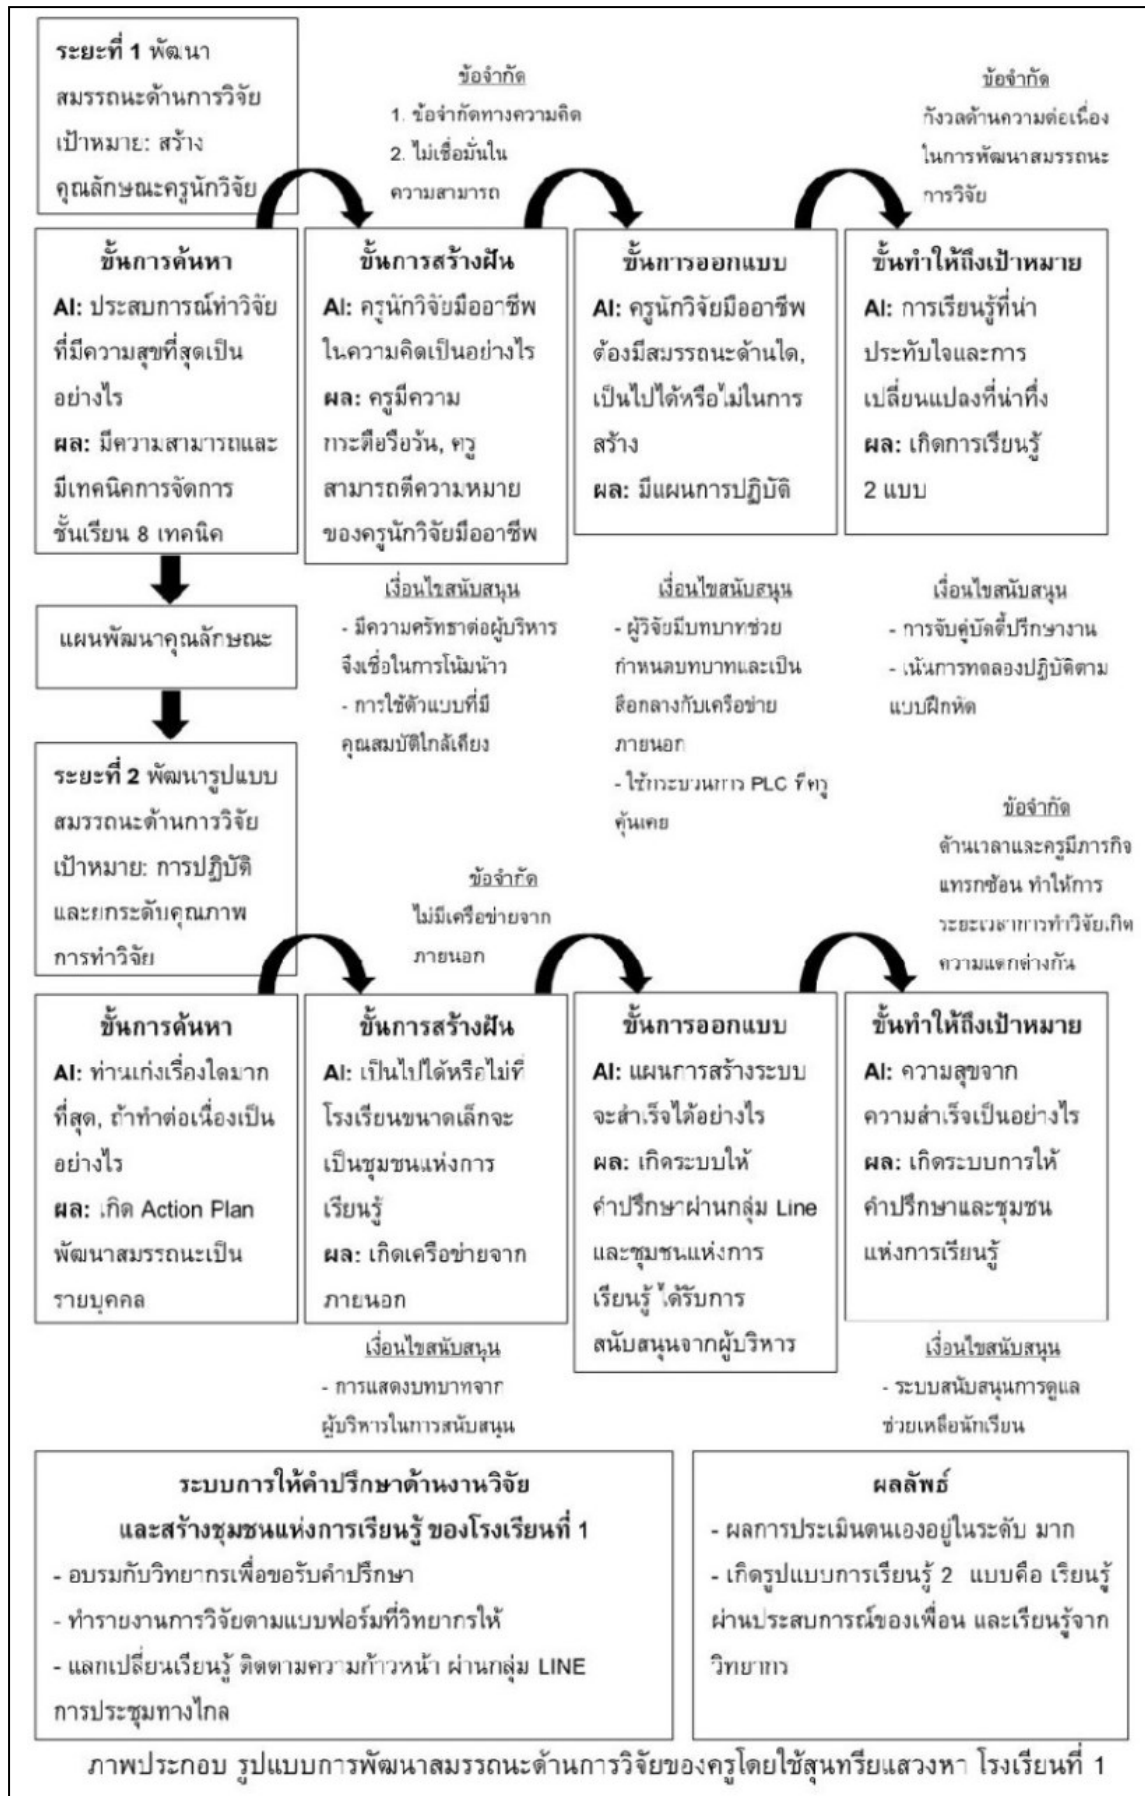 ระยะที่ 1 พัฒนา
สมรรถนะด้านการวิจัย
เป้าหมาย: สร้าง
คุณลักษณะครูนักวิจัย
ข้อจำกัด
1. ข้อจำกัดทางความคิด
2. ไม่เชื่อมั่นใน
ความสามารถ
ข้อจำกัด
กังวลด้านความต่อเนื่อง
ในการพัฒนาสมรรถนะ
การวิจัย
ขั้นการค้นหา
AI: ประสบการณ์ทำวิจัย
ที่มีความสุขที่สุดเป็น
อย่างไร
ผล: มีความสามารถและ
มีเทคนิคการจัดการ
ชั้นเรียน 8 เทคนิค
ขั้นการสร้างฝัน
AI: ครูนักวิจัยมืออาชีพ
ในความคิดเป็นอย่างไร
ผล: ครูมีความ
กระตือรือร้น, ครู
สามารถตีความหมาย
ของครูนักวิจัยมืออาชีพ
ขั้นการออกแบบ
AI: ครูนักวิจัยมืออาชีพ
ต้องมีสมรรถนะด้านใด,
เป็นไปได้หรือไม่ในการ
สร้าง
ผล: มีแผนการปฏิบัติ
ขั้นทำให้ถึงเป้าหมาย
AI: การเรียนรู้ที่น่า
ประทับใจและการ
เปลี่ยนแปลงที่น่าทึ่ง
ผล: เกิดการเรียนรู้
2 แบบ
แผนพัฒนาคุณลักษณะ
เงื่อนไขสนับสนุน
- มีความศรัทธาต่อผู้บริหาร
จึงเชื่อในการโน้มน้าว
- การใช้ตัวแบบที่มี
คุณสมบัติใกล้เคียง
เงื่อนไขสนับสนุน
- ผู้วิจัยมีบทบาทช่วย
กำหนดบทบาทและเป็น
สื่อกลางกับเครือข่าย
ภายนอก
- ใช้กระบวนการ PLC ที่ครู
คุ้นเคย
เงื่อนไขสนับสนุน
- การจับคู่บัดดี้ปรึกษางาน
- เน้นการทดลองปฏิบัติตาม
แบบฝึกหัด
ระยะที่ 2 พัฒนารูปแบบ
สมรรถนะด้านการวิจัย
เป้าหมาย: การปฏิบัติ
และยกระดับคุณภาพ
การทำวิจัย
ข้อจำกัด
ไม่มีเครือข่ายจาก
ภายนอก
ข้อจำกัด
ด้านเวลาและครูมีภารกิจ
แทรกซ้อน ทำให้การ
ระยะเวลาการทำวิจัยเกิด
ความแตกต่างกัน
ขั้นการค้นหา
AI: ท่านเก่งเรื่องใดมาก
ที่สุด, ถ้าทำต่อเนื่องเป็น
อย่างไร
ผล: เกิด Action Plan
พัฒนาสมรรถนะเป็น
รายบุคคล
ขั้นการสร้างฝัน
AI: เป็นไปได้หรือไม่ที่
โรงเรียนขนาดเล็กจะ
เป็นชุมชนแห่งการ
เรียนรู้
ผล: เกิดเครือข่ายจาก
ภายนอก
ขั้นการออกแบบ
AI: แผนการสร้างระบบ
จะสำเร็จได้อย่างไร
ผล: เกิดระบบให้
คำปรึกษาผ่านกลุ่ม Line
และชุมชนแห่งการ
เรียนรู้ ได้รับการ
สนับสนุนจากผู้บริหาร
ขั้นทำให้ถึงเป้าหมาย
AI: ความสุขจาก
ความสำเร็จเป็นอย่างไร
ผล: เกิดระบบการให้
คำปรึกษาและชุมชน
แห่งการเรียนรู้
เงื่อนไขสนับสนุน
- การแสดงบทบาทจาก
ผู้บริหารในการสนับสนุน
เงื่อนไขสนับสนุน
- ระบบสนับสนุนการดูแล
ช่วยเหลือนักเรียน
ระบบการให้คำปรึกษาด้านงานวิจัย
และสร้างชุมชนแห่งการเรียนรู้ ของโรงเรียนที่ 1
- อบรมกับวิทยากรเพื่อขอรับคำปรึกษา
- ทำรายงานการวิจัยตามแบบฟอร์มที่วิทยากรให้
- แลกเปลี่ยนเรียนรู้ ติดตามความก้าวหน้า ผ่านกลุ่ม LINE
การประชุมทางไกล
ผลลัพธ์
- ผลการประเมินตนเองอยู่ในระดับ มาก
- เกิดรูปแบบการเรียนรู้ 2 แบบคือ เรียนรู้
ผ่านประสบการณ์ของเพื่อน และเรียนรู้จาก
วิทยากร
ภาพประกอบ รูปแบบการพัฒนาสมรรถนะด้านการวิจัยของครูโดยใช้สุนทรียแสวงหา โรงเรียนที่ 1